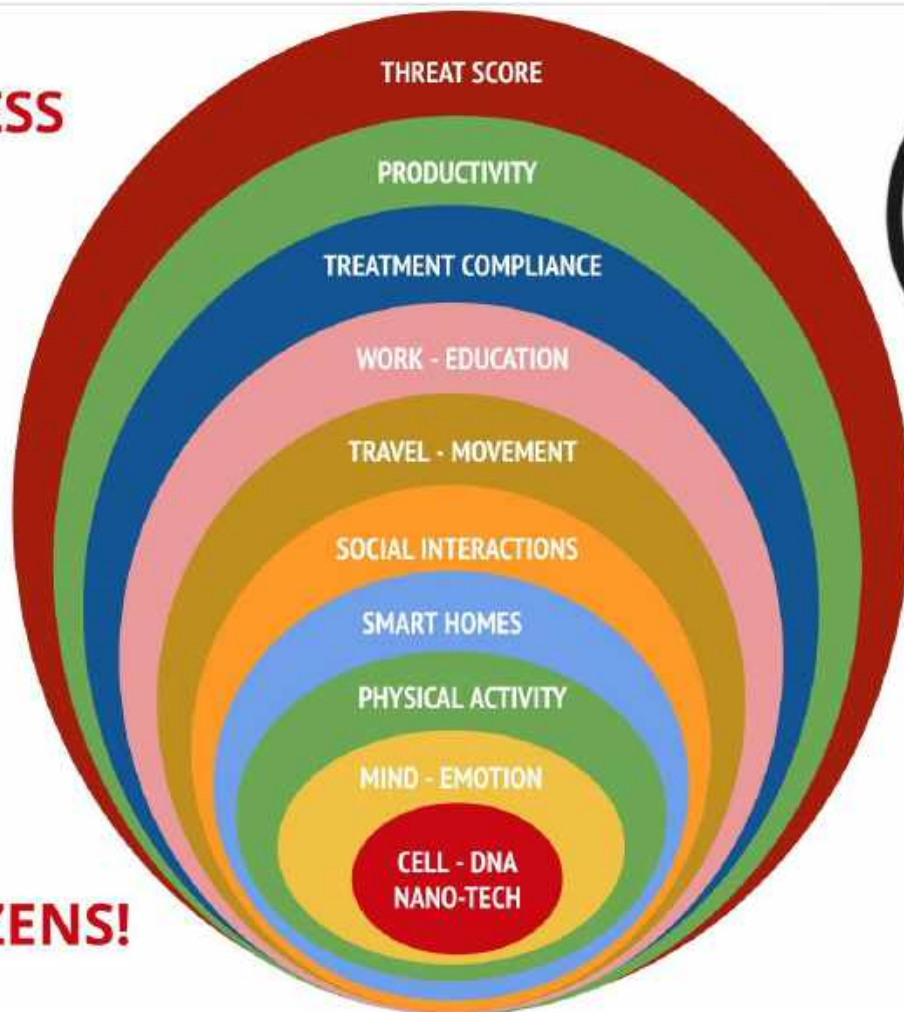 THREAT SCORE
ESS
PRODUCTIVITY
TREATMENT COMPLIANCE
WORK - EDUCATION
TRAVEL - MOVEMENT
SOCIAL INTERACTIONS
SMART HOMES
PHYSICAL ACTIVITY
MIND - EMOTION
CELL - DNA
NANO-TECH
ZENS!